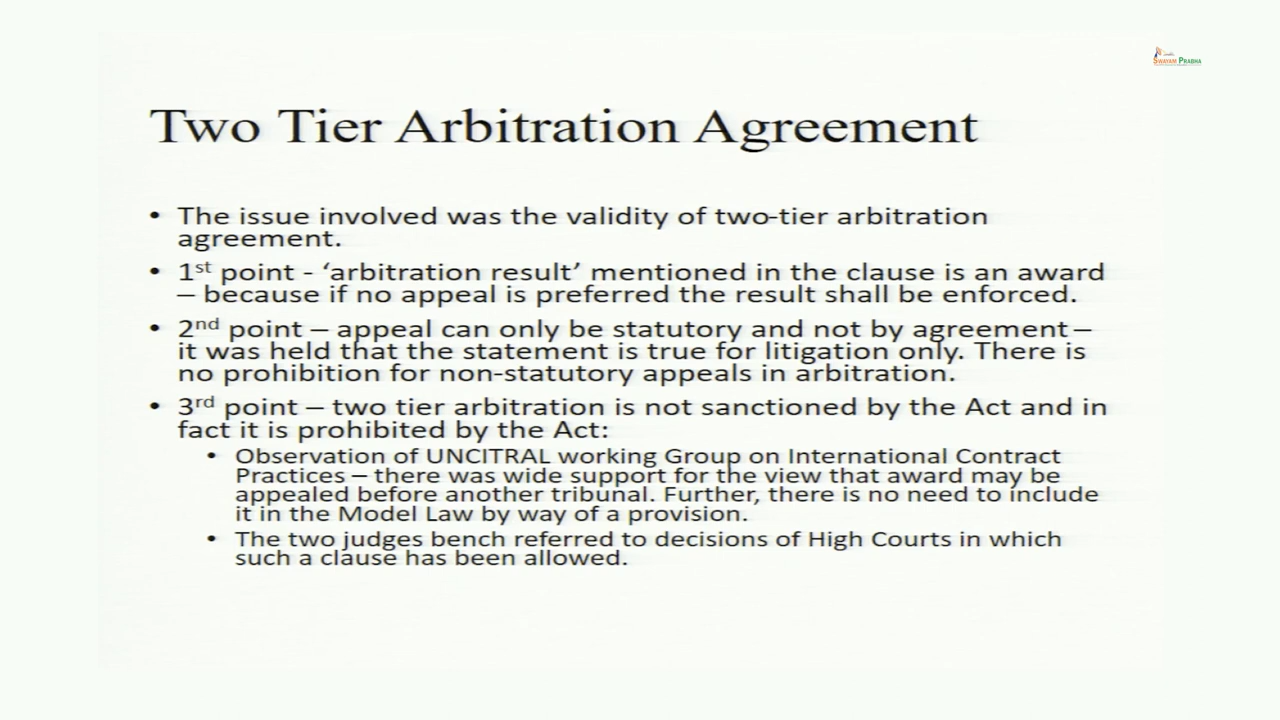 SWAYAM PRABHA
Two Tier Arbitration Agreement
• The issue involved was the validity of two-tier arbitration
agreement.
• 1st point - ‘arbitration result’ mentioned in the clause is an award
– because if no appeal is preferred the result shall be enforced.
• 2nd point – appeal can only be statutory and not by agreement –
it was held that the statement is true for litigation only. There is
no prohibition for non-statutory appeals in arbitration.
• 3rd point – two tier arbitration is not sanctioned by the Act and in
fact it is prohibited by the Act:
• Observation of UNCITRAL working Group on International Contract
Practices – there was wide support for the view that award may be
appealed before another tribunal. Further, there is no need to include
it in the Model Law by way of a provision.
• The two judges bench referred to decisions of High Courts in which
such a clause has been allowed.